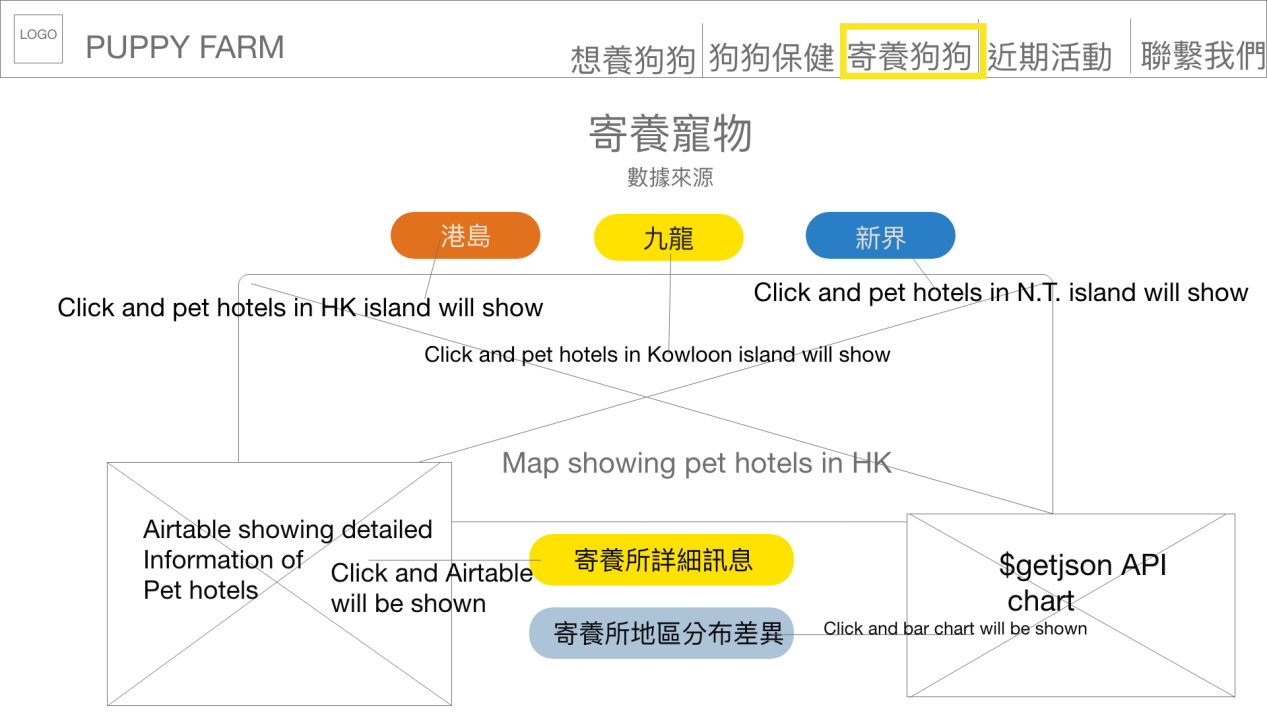 LOGO
PUPPY FARM
想養狗狗
狗狗保健
寄養狗狗
近期活動
聯繫我們
寄養寵物
數據來源
港島
九龍
新界
Click and pet hotels in HK island will show
Click and pet hotels in N.T. island will show
Click and pet hotels in Kowloon island will show
Map showing pet hotels in HK
Airtable showing detailed
Information of
Pet hotels
Click and Airtable
will be shown
寄養所詳細訊息
寄養所地區分布差異
$getjson API
chart
Click and bar chart will be shown